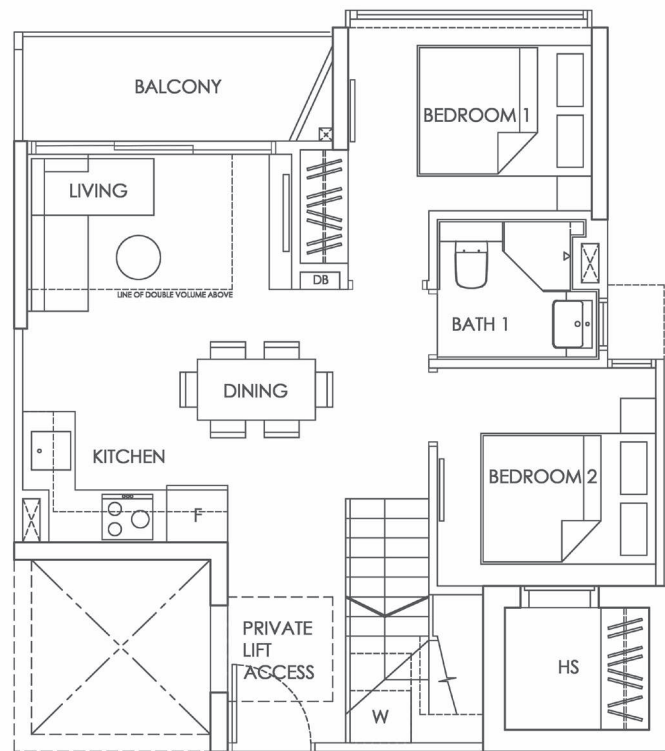 BALCONY
BEDROOM 1
LIVING
DB
LINE OF DOUBLE VOLUME ABOVE
BATH 1
DINING
KITCHEN
BEDROOM 2
F
PRIVATE
LIFT
ACCESS
HS
W